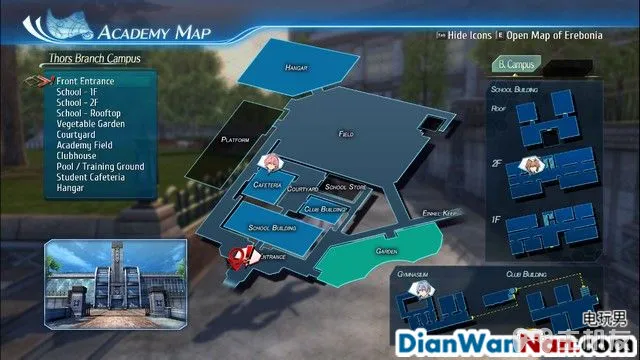 ACADEMY MAP
Tab Hide Icons E Open Map of Erebonia
Thors Branch Campus
Front Entrance
School - 1F
School - 2F
School - Rooftop
Vegetable Garden
Courtyard
Academy Field
Clubhouse
Pool / Training Ground
Student Cafeteria
Hangar
HANGAR
PLATFORM
FIELD
CAFETERIA
COURTYARD
SCHOOL STORE
CLUB BUILDING
SCHOOL BUILDING
EINHEL KEEP
ENTRANCE
GARDEN
B. Campus
SCHOOL BUILDING
ROOF
2F
1F
GYMNASIUM
CLUB BUILDING
电玩男
DianWanNan.com